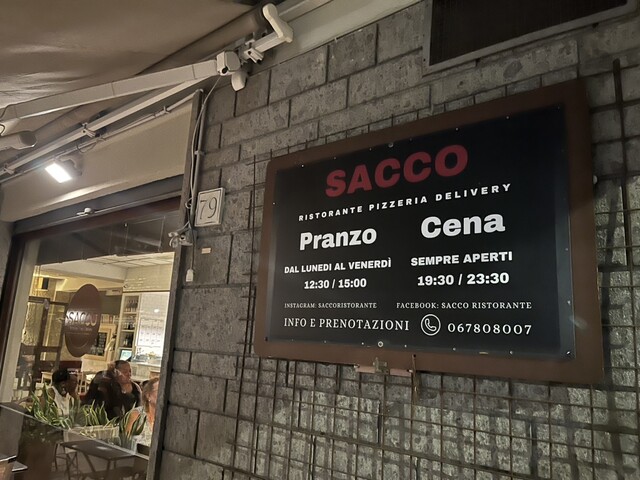 SACCO
RISTORANTE PIZZERIA DELIVERY
Pranzo
DAL LUNEDI AL VENERDÌ
12:30 / 15:00
Cena
SEMPRE APERTI
19:30 / 23:30
INSTAGRAM: SACCORISTORANTE
FACEBOOK: SACCO RISTORANTE
INFO E PRENOTAZIONI 067808007
79
SACCO